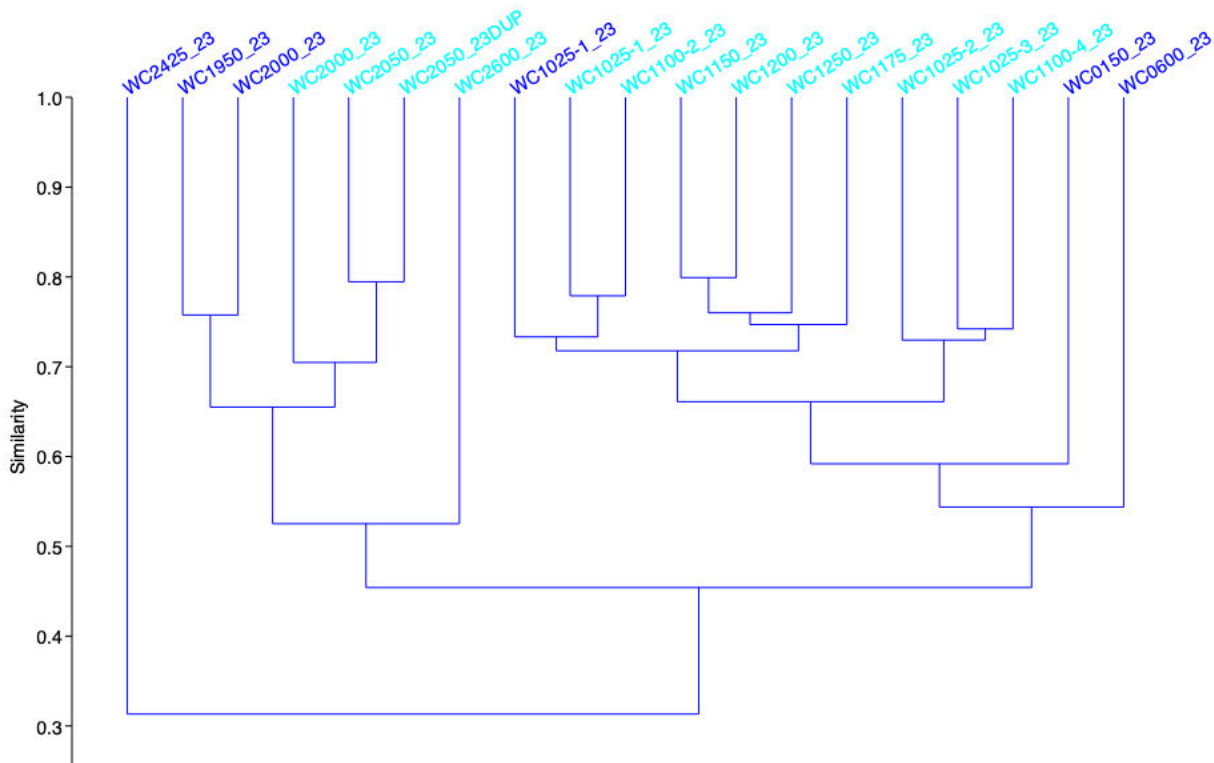 WC2425_23
WC1950_23
WC2000_23
WC2000_23
WC2050_23
WC2050_23DUP
WC2600_23
WC1025-1_23
WC1025-1_23
WC1100-2_23
WC1150_23
WC1200_23
WC1250_23
WC1175_23
WC1025-2_23
WC1025-3_23
WC1100-4_23
WC0150_23
WC0600_23
1.0
0.9
0.8
0.7
0.6
0.5
0.4
0.3
Similarity